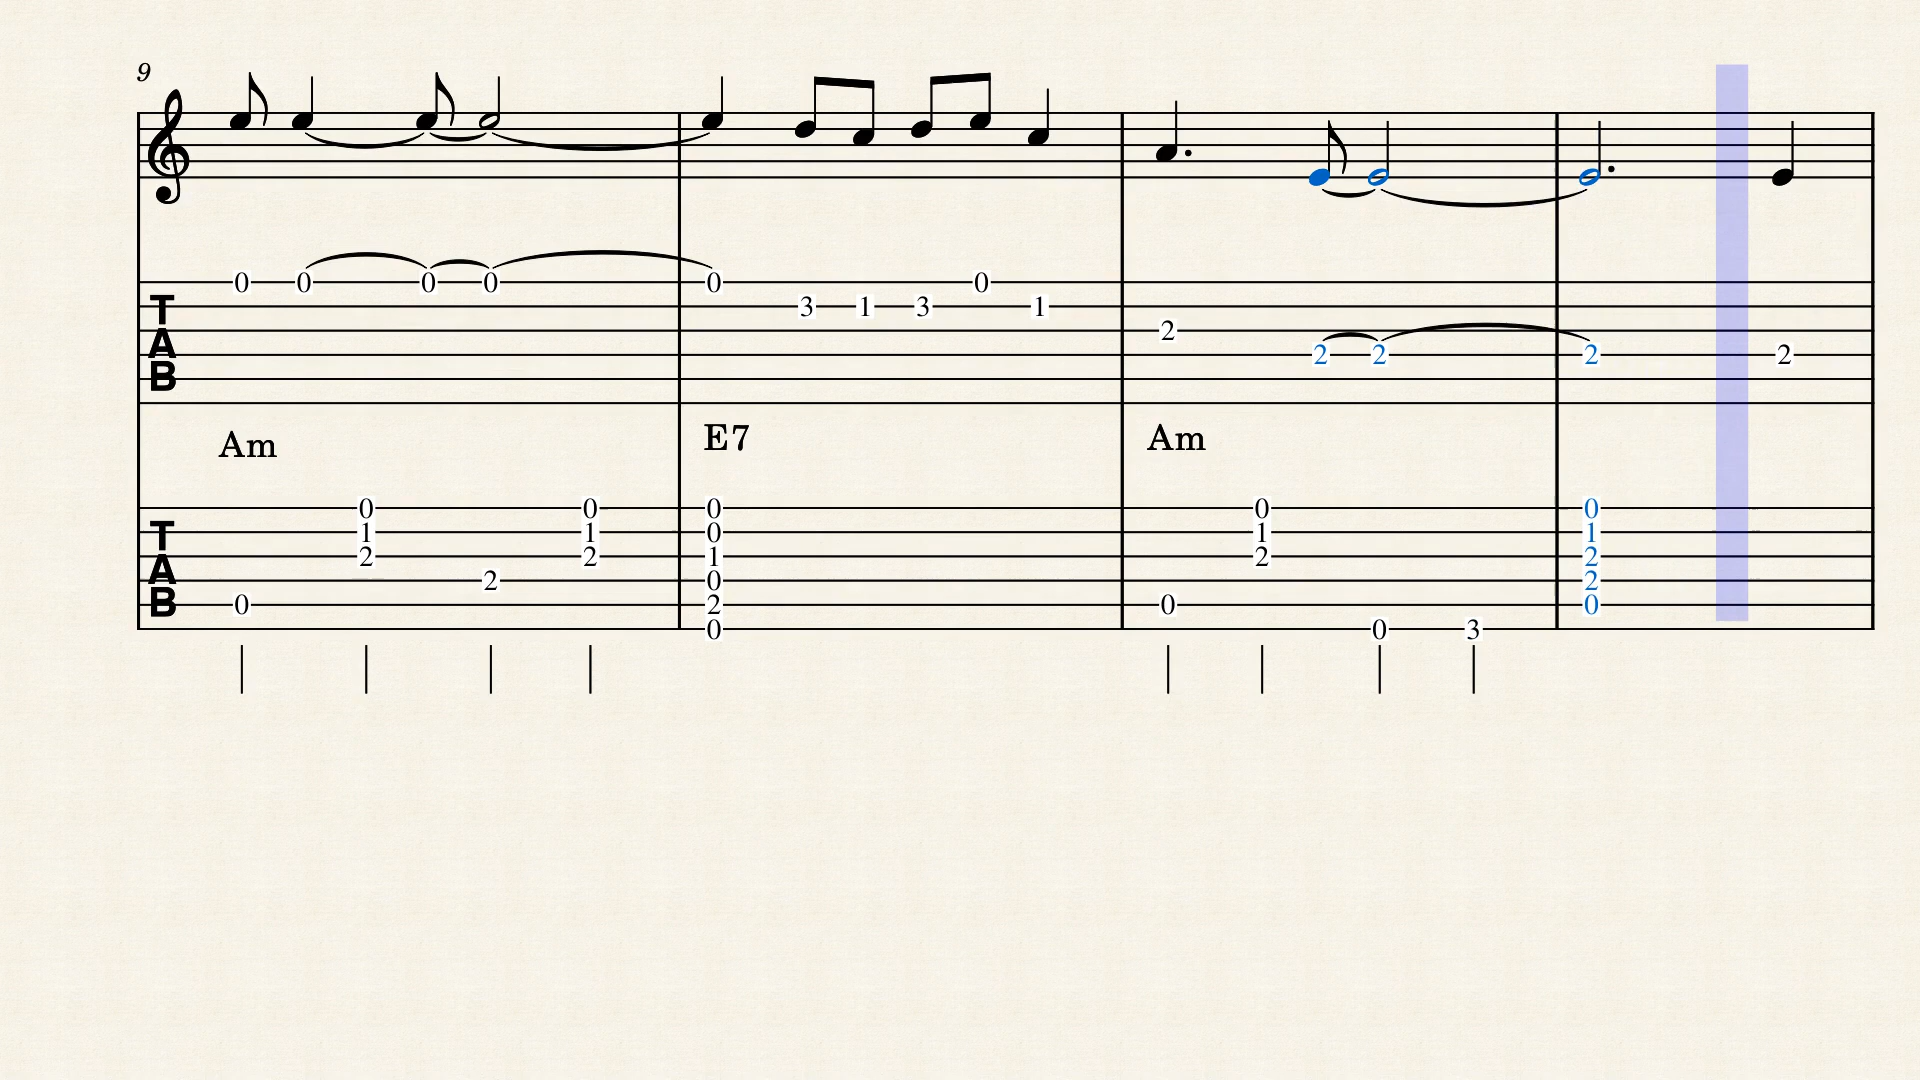 9
0 0 0 0 0 0
T 3 1 3 1
2
A 2 2 2 2
B
Am E7 Am
0 0 0 0 0
T 1 1 0 1 1
2 2 1 2 2
A 2 0 2
B 0 2 0 0
0 0 3